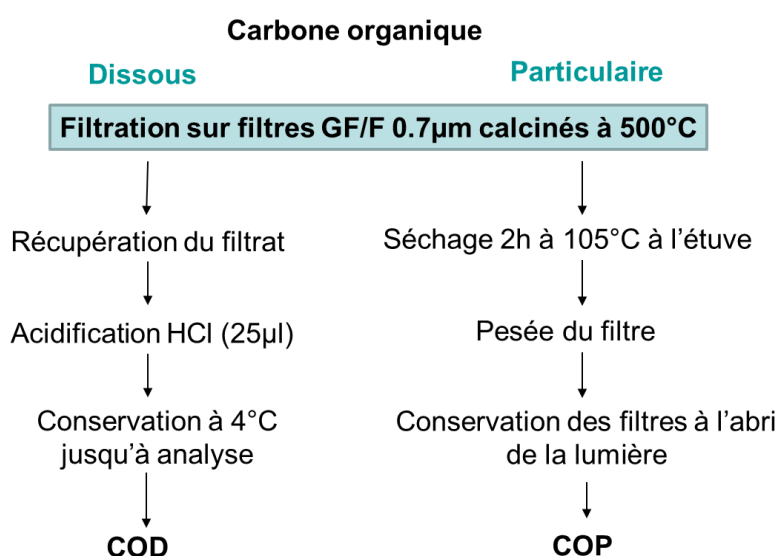 Carbone organique
Dissous
Particulaire
Filtration sur filtres GF/F 0.7µm calcinés à 500°C
Récupération du filtrat
Acidification HCl (25µl)
Conservation à 4°C
jusqu'à analyse
COD
Séchage 2h à 105°C à l'étuve
Pesée du filtre
Conservation des filtres à l'abri
de la lumière
COP